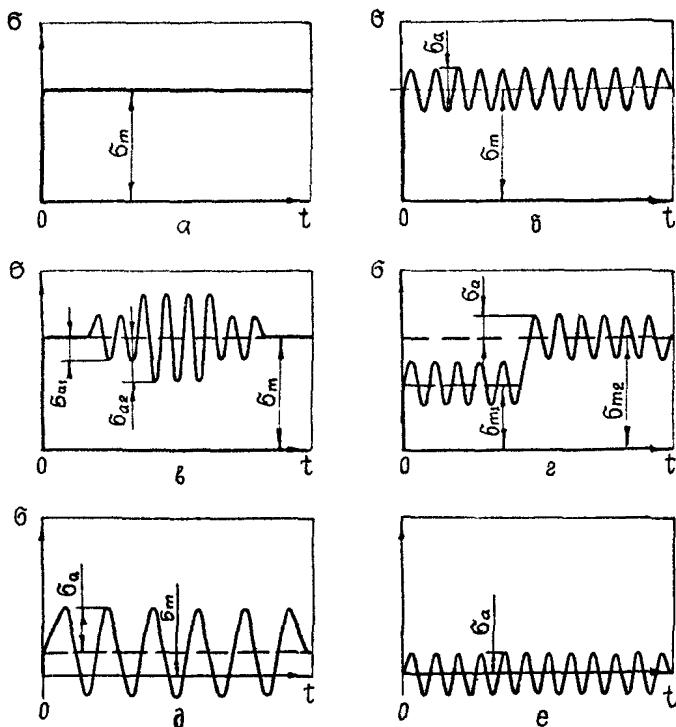 σ σ
σₐ
σₘ σₘ
0 t 0 t
а б
σ σ
σₐ₁ σₐ₂ σₘ σₐ σₘ₁ σₘ₂
0 t 0 t
в г
σ σ
σₐ σₘ σₐ
0 t 0 t
д е